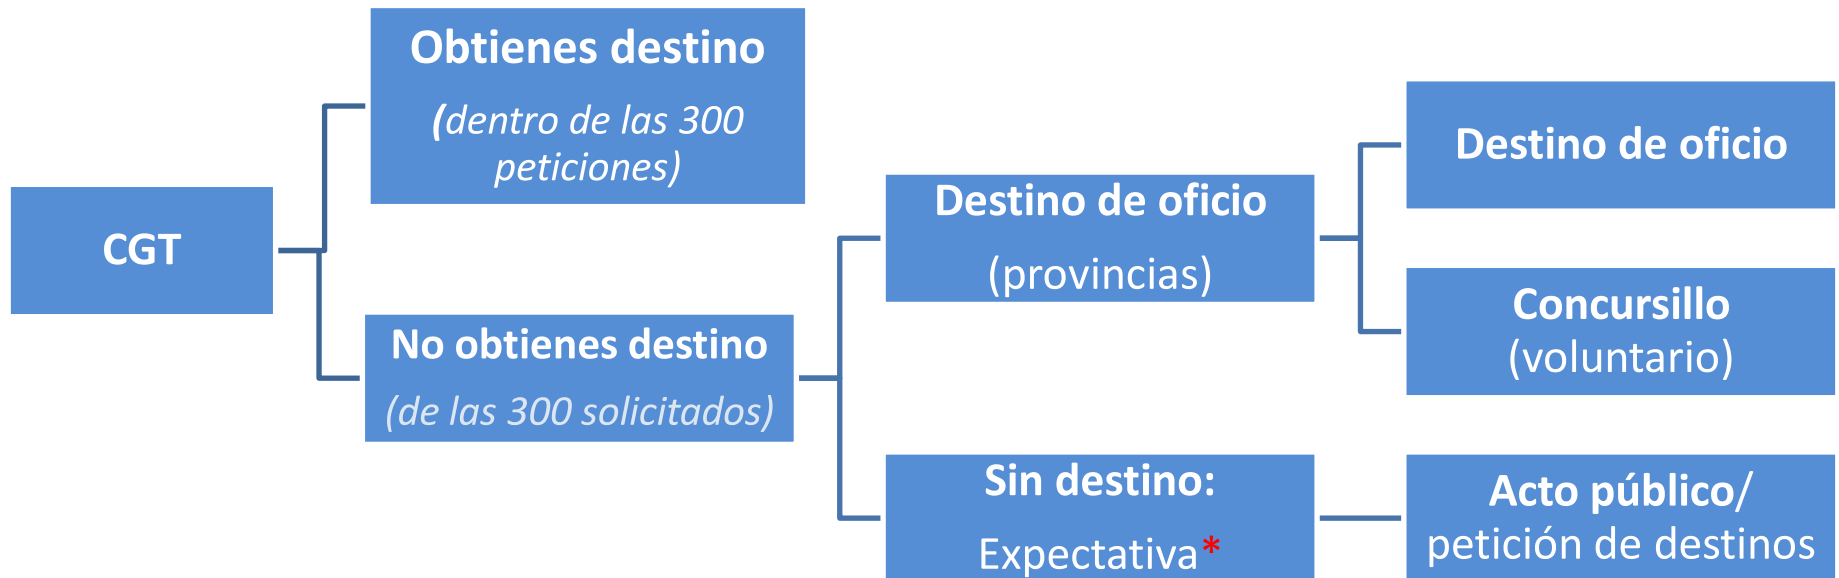 CGT
Obtienes destino
(dentro de las 300
peticiones)
No obtienes destino
(de las 300 solicitados)
Destino de oficio
(provincias)
Sin destino:
Expectativa*
Destino de oficio
Concursillo
(voluntario)
Acto público/
petición de destinos